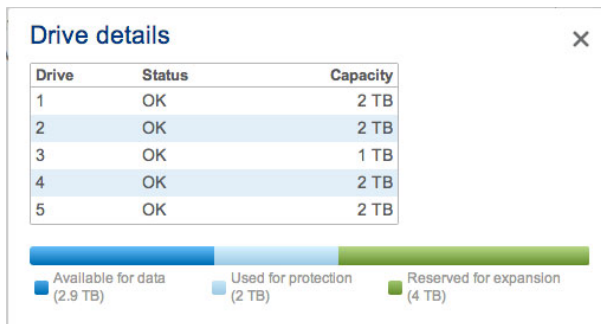 Drive details
Drive Status Capacity
1 OK 2 TB
2 OK 2 TB
3 OK 1 TB
4 OK 2 TB
5 OK 2 TB
Available for data Used for protection Reserved for expansion
(2.9 TB) (2 TB) (4 TB)